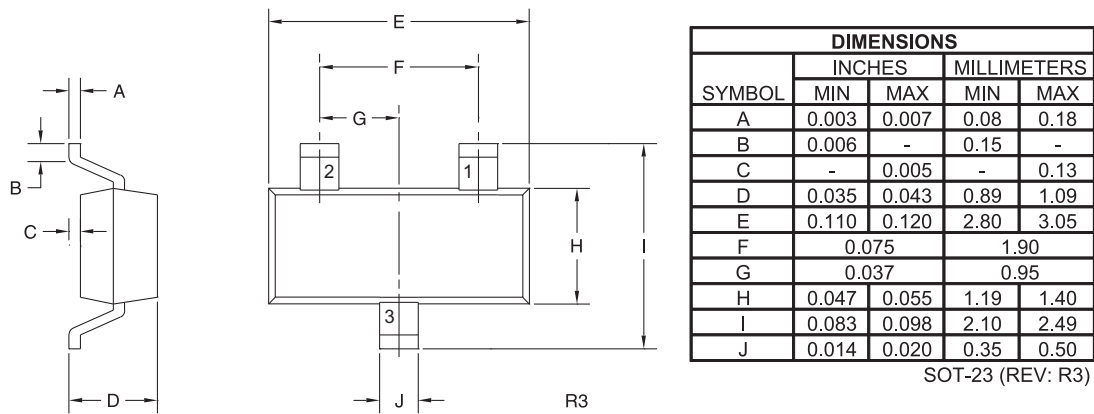 E
F
A
G
2
1
B
C
H
I
3
D
J
R3
DIMENSIONS
INCHES MILLIMETERS
SYMBOL MIN MAX MIN MAX
A 0.003 0.007 0.08 0.18
B 0.006 - 0.15 -
C - 0.005 - 0.13
D 0.035 0.043 0.89 1.09
E 0.110 0.120 2.80 3.05
F 0.075 1.90
G 0.037 0.95
H 0.047 0.055 1.19 1.40
I 0.083 0.098 2.10 2.49
J 0.014 0.020 0.35 0.50
SOT-23 (REV: R3)